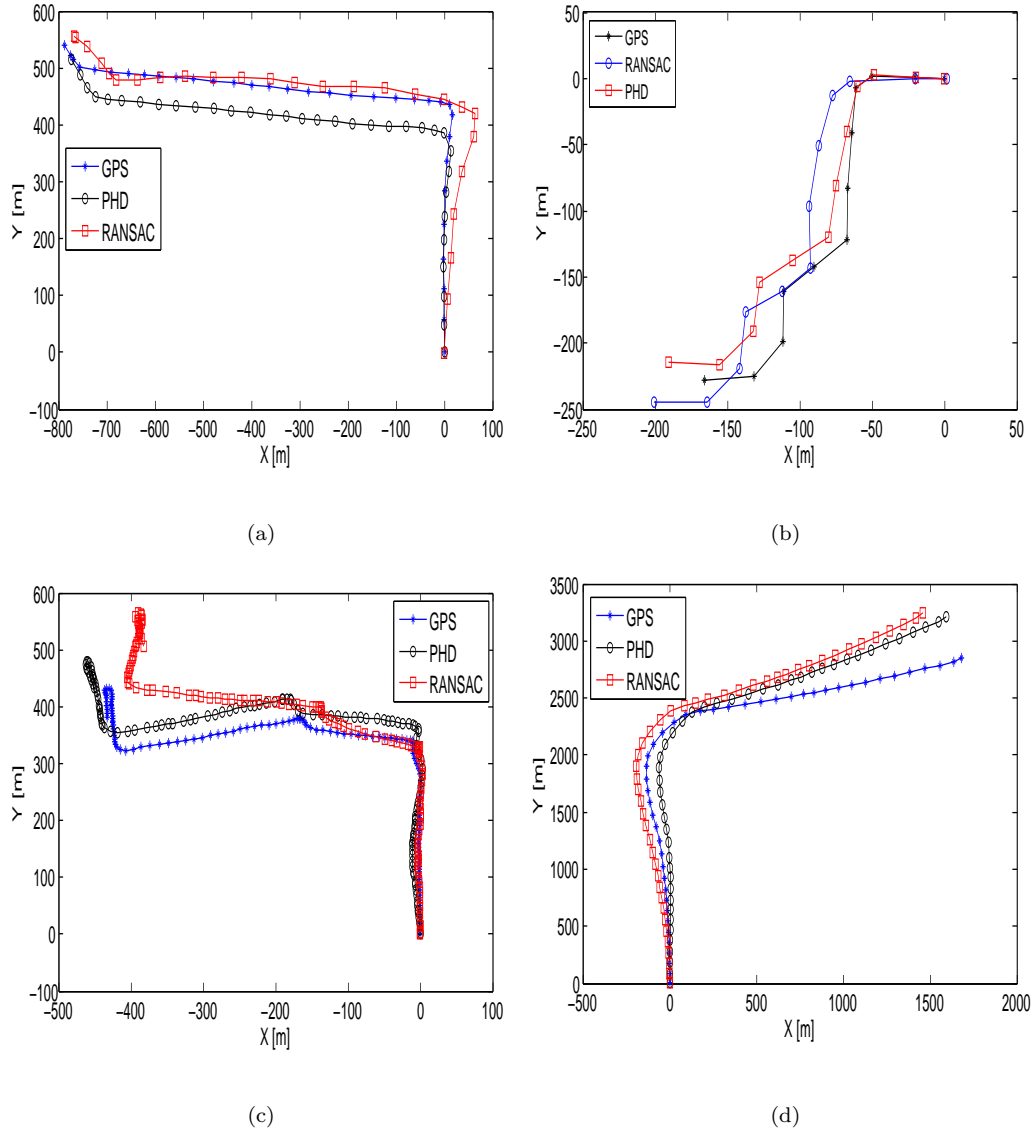 600
500
400
300
200
100
0
−100
Y [m]
−800 −700 −600 −500 −400 −300 −200 −100 0 100
X [m]
GPS
PHD
RANSAC
(a)
50
0
−50
−100
−150
−200
−250
Y [m]
−250 −200 −150 −100 −50 0 50
X [m]
GPS
RANSAC
PHD
(b)
600
500
400
300
200
100
0
−100
Y [m]
−500 −400 −300 −200 −100 0 100
X [m]
GPS
PHD
RANSAC
(c)
3500
3000
2500
2000
1500
1000
500
0
Y [m]
−500 0 500 1000 1500 2000
X [m]
GPS
PHD
RANSAC
(d)